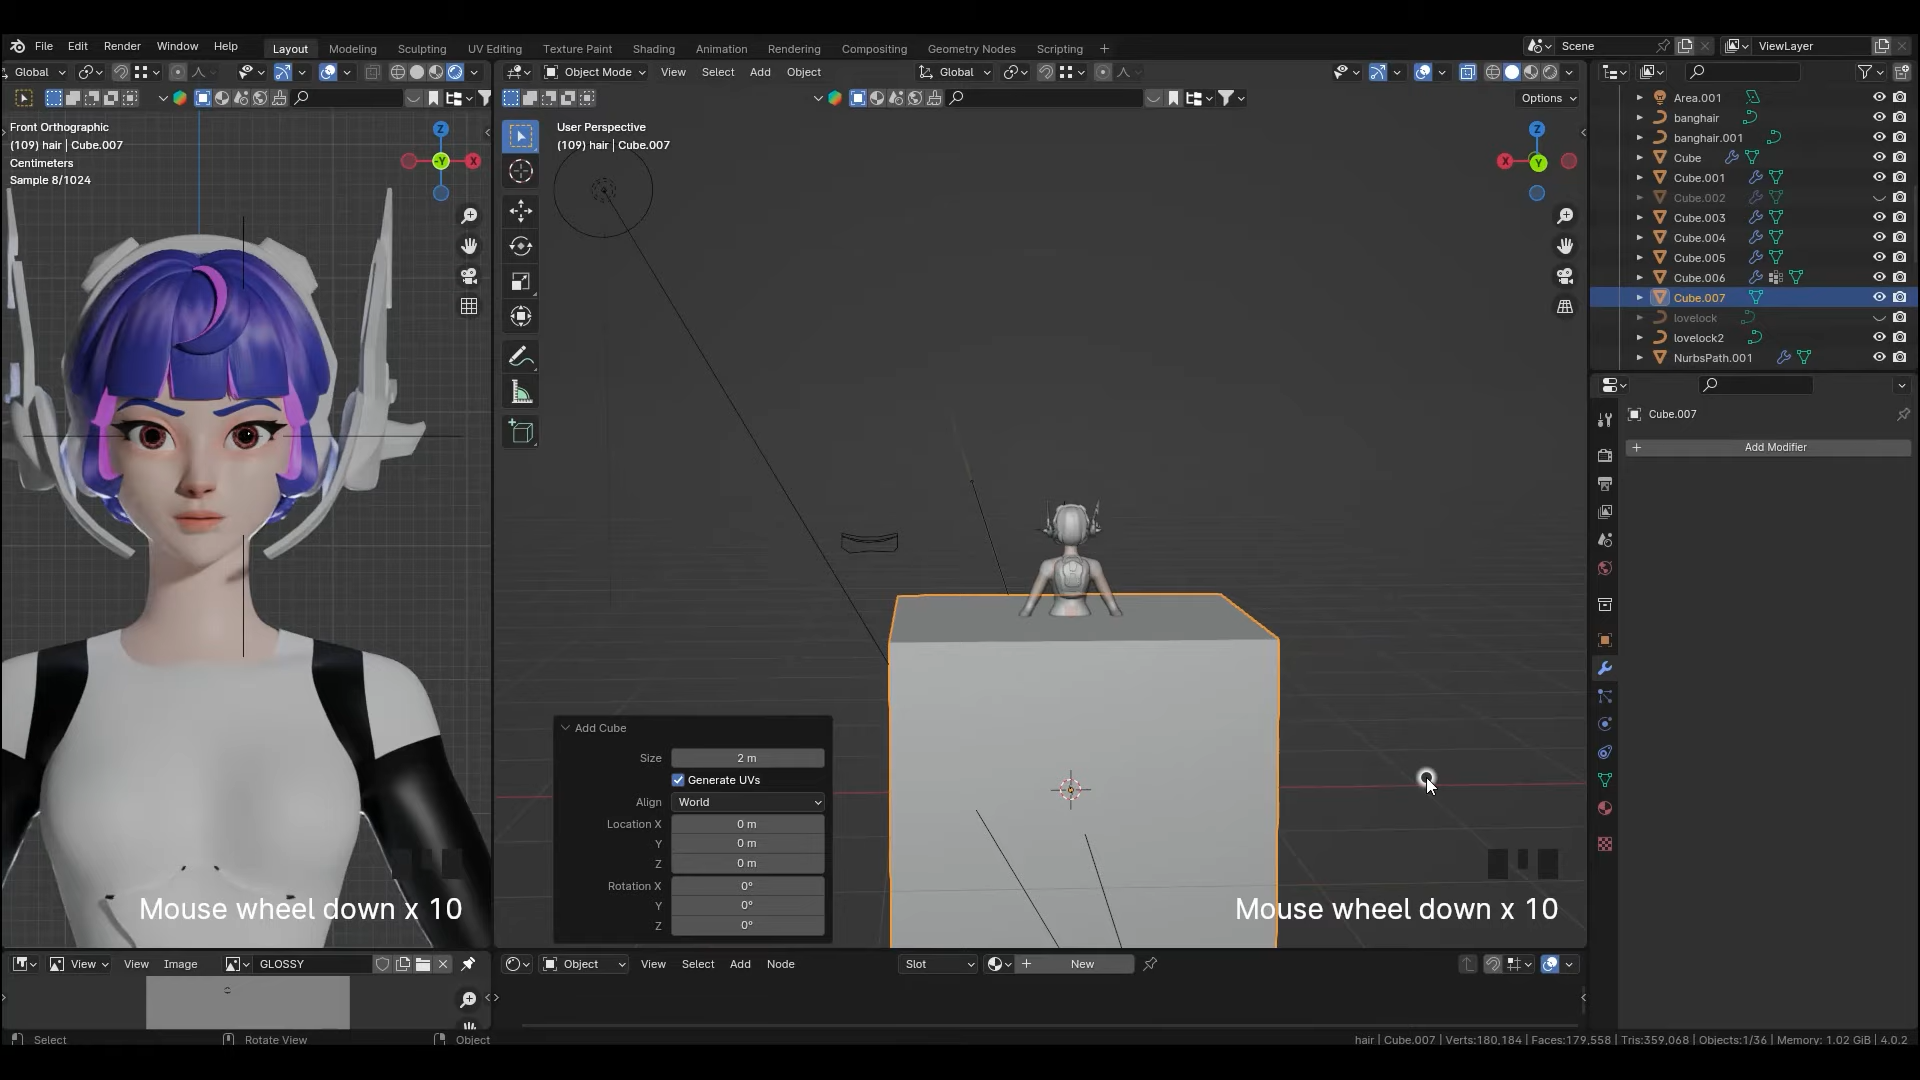 File Edit Render Window Help Layout Modeling Sculpting UV Editing Texture Paint Shading Animation Rendering Compositing Geometry Nodes Scripting + Scene ViewLayer
Global Object Mode View Select Add Object Global
Options
Front Orthographic
(109) hair | Cube.007
Centimeters
Sample 8/1024
Z
-Y
X
User Perspective
(109) hair | Cube.007
Z
X
Y
Add Cube
Size 2 m
Generate UVs
Align World
Location X 0 m
Y 0 m
Z 0 m
Rotation X 0°
Y 0°
Z 0°
Mouse wheel down x 10
Mouse wheel down x 10
Area.001
banghair
banghair.001
Cube
Cube.001
Cube.002
Cube.003
Cube.004
Cube.005
Cube.006
Cube.007
lovelock
lovelock2
NurbsPath.001
Cube.007
+ Add Modifier
View View Image GLOSSY
Object View Select Add Node Slot + New
Select Rotate View Object
hair | Cube.007 | Verts:180,184 | Faces:179,558 | Tris:359,068 | Objects:1/36 | Memory: 1.02 GiB | 4.0.2